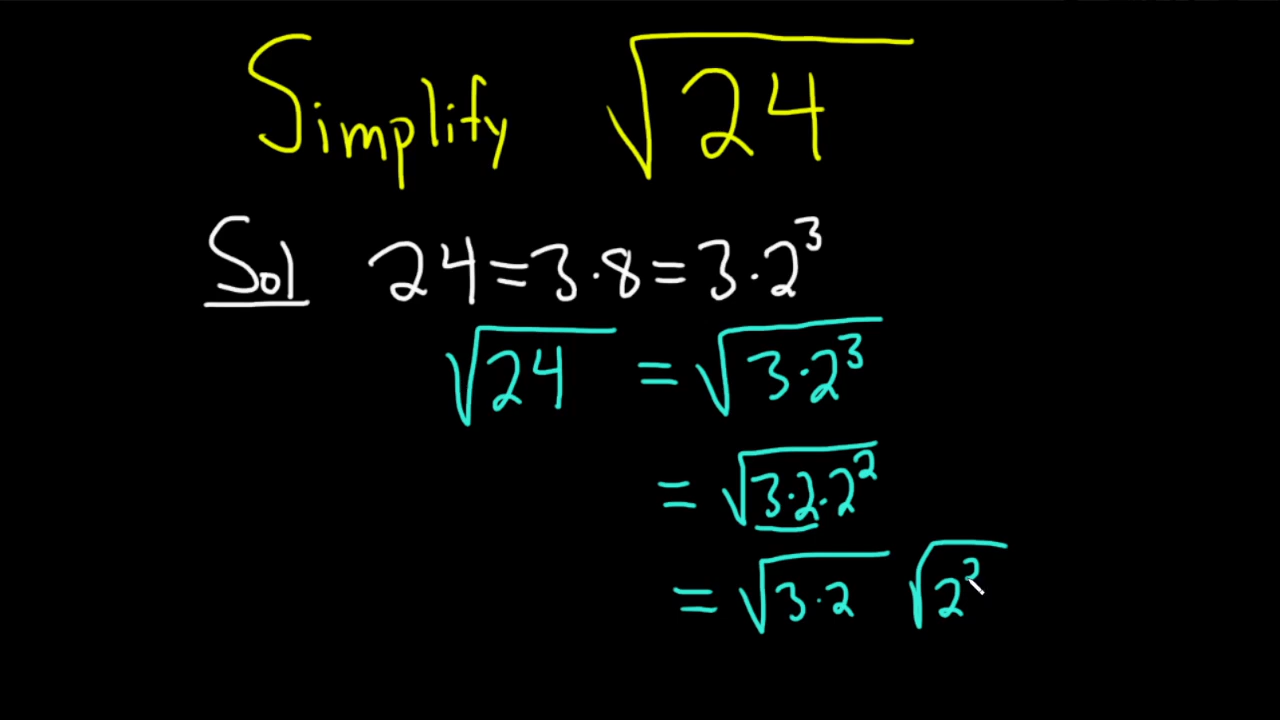 Simplify √24
Sol 24=3·8=3·2³
√24 = √3·2³
= √3·2·2²
= √3·2 √2²